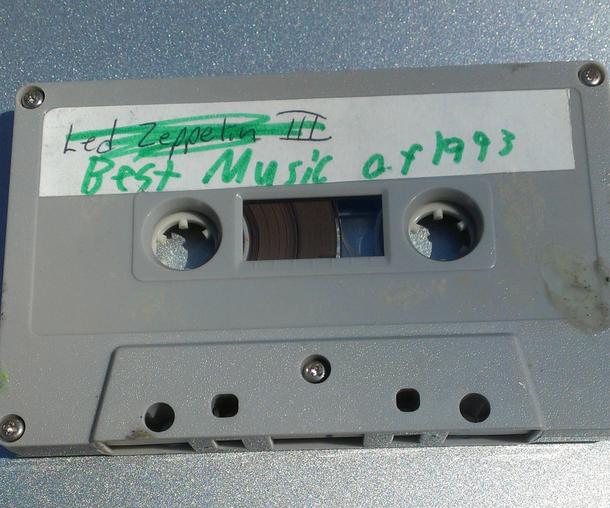 Led Zeppelin III
Best Music of 1993